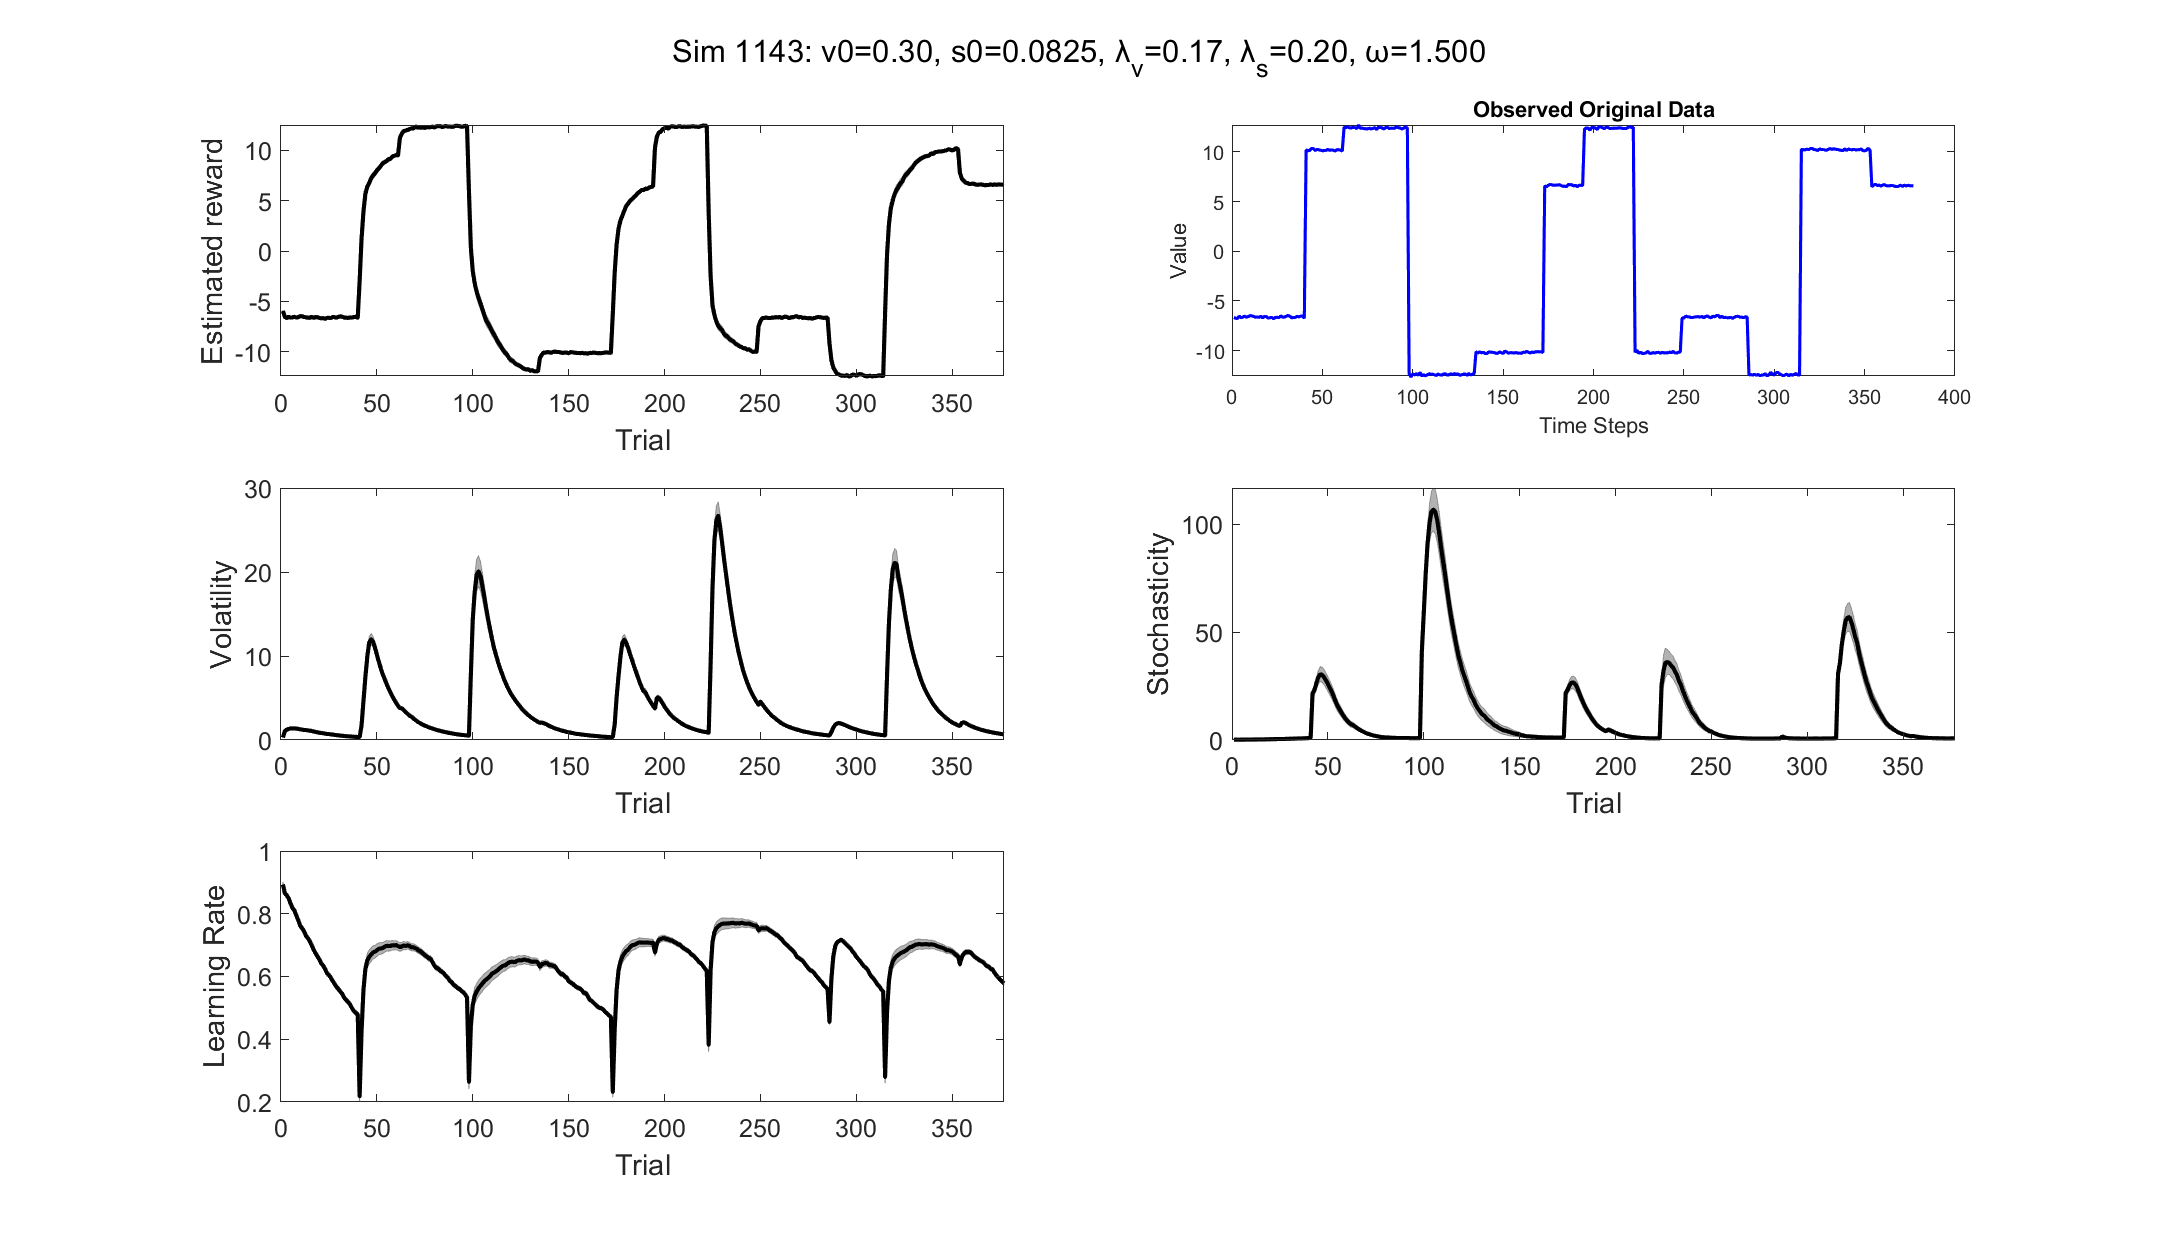 Sim 1143: v0=0.30, s0=0.0825, λv=0.17, λs=0.20, ω=1.500
Estimated reward
10
5
0
-5
-10
0 50 100 150 200 250 300 350
Trial
Observed Original Data
Value
10
5
0
-5
-10
0 50 100 150 200 250 300 350 400
Time Steps
Volatility
30
20
10
0
0 50 100 150 200 250 300 350
Trial
Stochasticity
100
50
0
0 50 100 150 200 250 300 350
Trial
Learning Rate
1
0.8
0.6
0.4
0.2
0 50 100 150 200 250 300 350
Trial